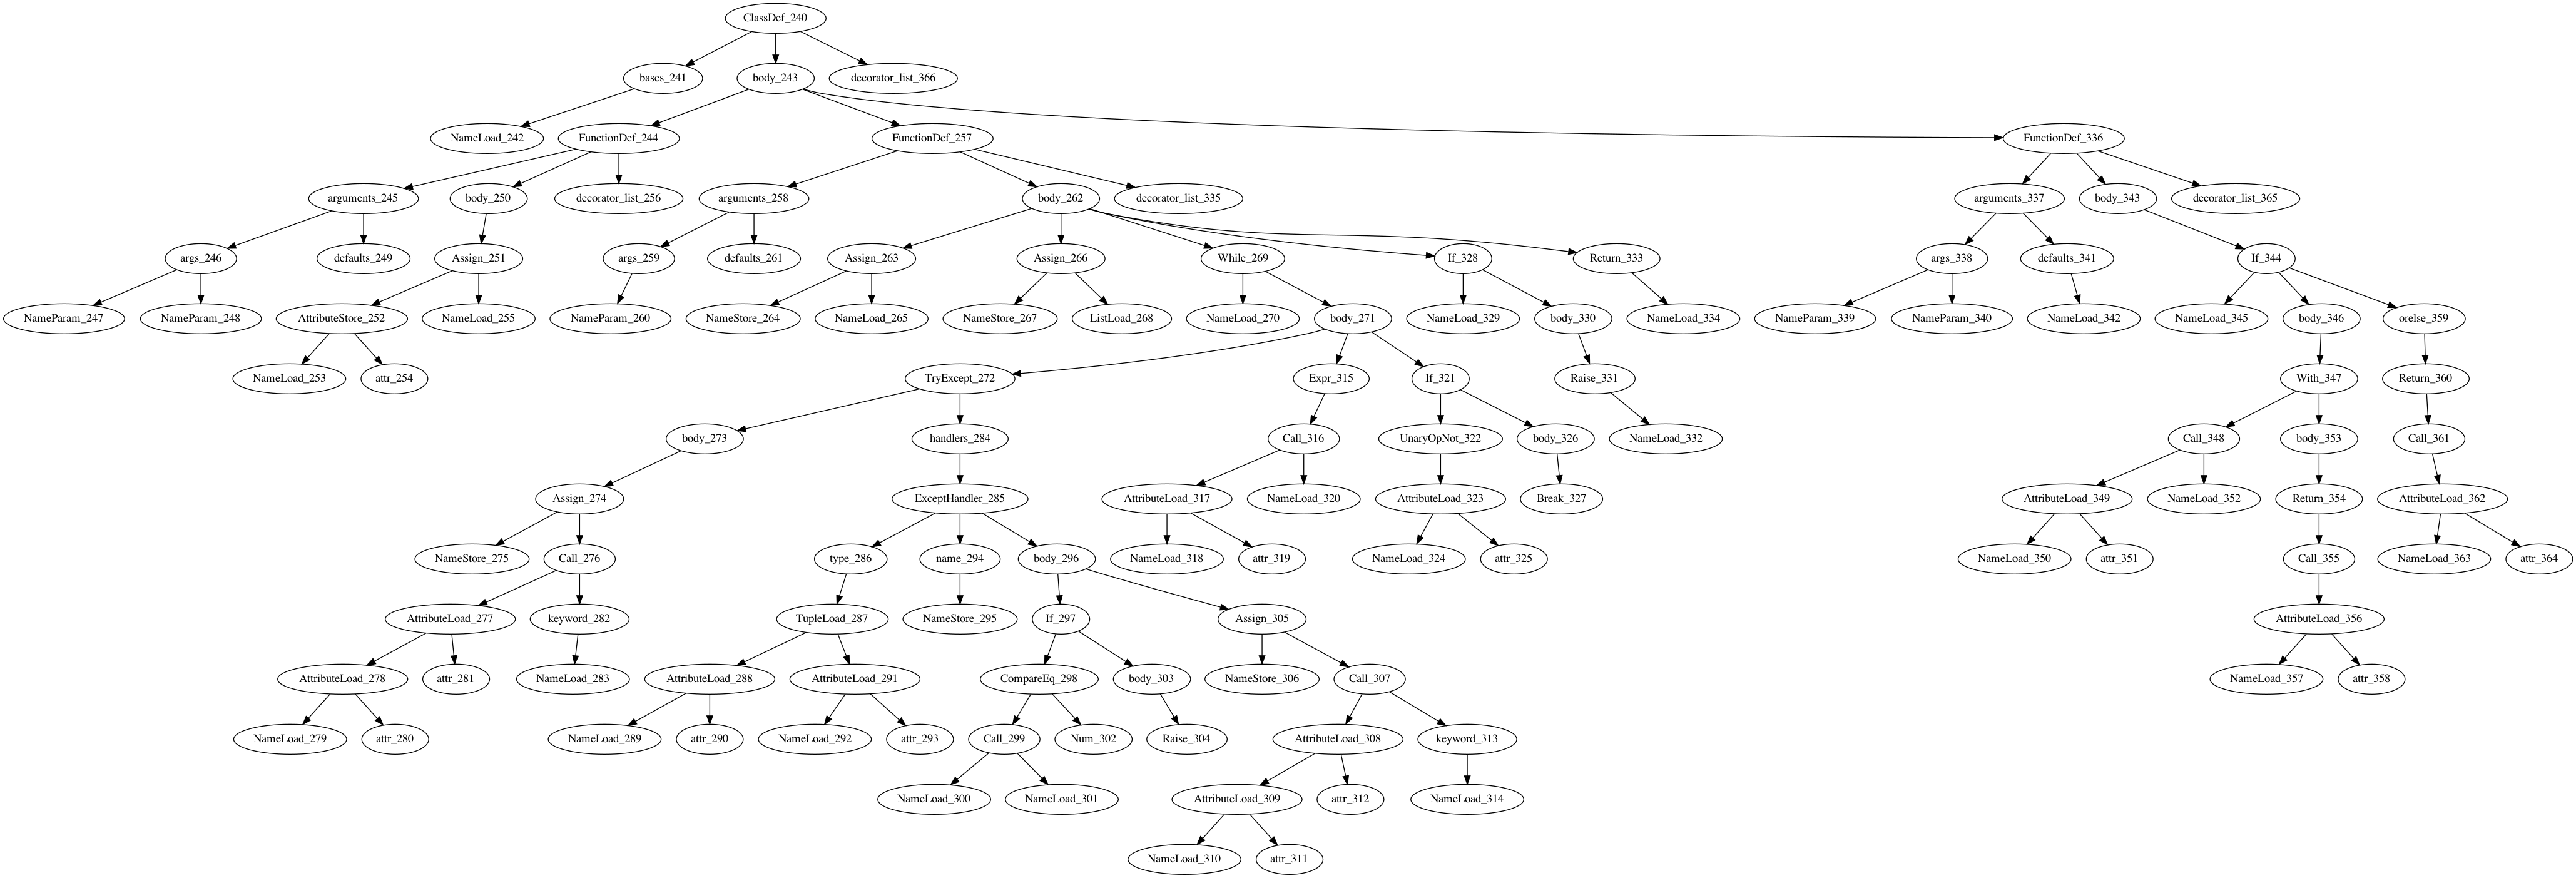 ClassDef_240
bases_241 body_243 decorator_list_366
NameLoad_242 FunctionDef_244 FunctionDef_257 FunctionDef_336
arguments_245 body_250 decorator_list_256 arguments_258 body_262 decorator_list_335 arguments_337 body_343 decorator_list_365
args_246 defaults_249 Assign_251 args_259 defaults_261 Assign_263 Assign_266 While_269 If_328 Return_333 args_338 defaults_341 If_344
NameParam_247 NameParam_248 AttributeStore_252 NameLoad_255 NameParam_260 NameStore_264 NameLoad_265 NameStore_267 ListLoad_268 NameLoad_270 body_271 NameLoad_329 body_330 NameLoad_334 NameParam_339 NameParam_340 NameLoad_342 NameLoad_345 body_346 orelse_359
NameLoad_253 attr_254 TryExcept_272 Expr_315 If_321 Raise_331 With_347 Return_360
body_273 handlers_284 Call_316 UnaryOpNot_322 body_326 NameLoad_332 Call_348 body_353 Call_361
Assign_274 ExceptHandler_285 AttributeLoad_317 NameLoad_320 AttributeLoad_323 Break_327 AttributeLoad_349 NameLoad_352 Return_354 AttributeLoad_362
NameStore_275 Call_276 type_286 name_294 body_296 NameLoad_318 attr_319 NameLoad_324 attr_325 NameLoad_350 attr_351 Call_355 NameLoad_363 attr_364
AttributeLoad_277 keyword_282 TupleLoad_287 NameStore_295 If_297 Assign_305 AttributeLoad_356
AttributeLoad_278 attr_281 NameLoad_283 AttributeLoad_288 AttributeLoad_291 CompareEq_298 body_303 NameStore_306 Call_307 NameLoad_357 attr_358
NameLoad_279 attr_280 NameLoad_289 attr_290 NameLoad_292 attr_293 Call_299 Num_302 Raise_304 AttributeLoad_308 keyword_313
NameLoad_300 NameLoad_301 AttributeLoad_309 attr_312 NameLoad_314
NameLoad_310 attr_311